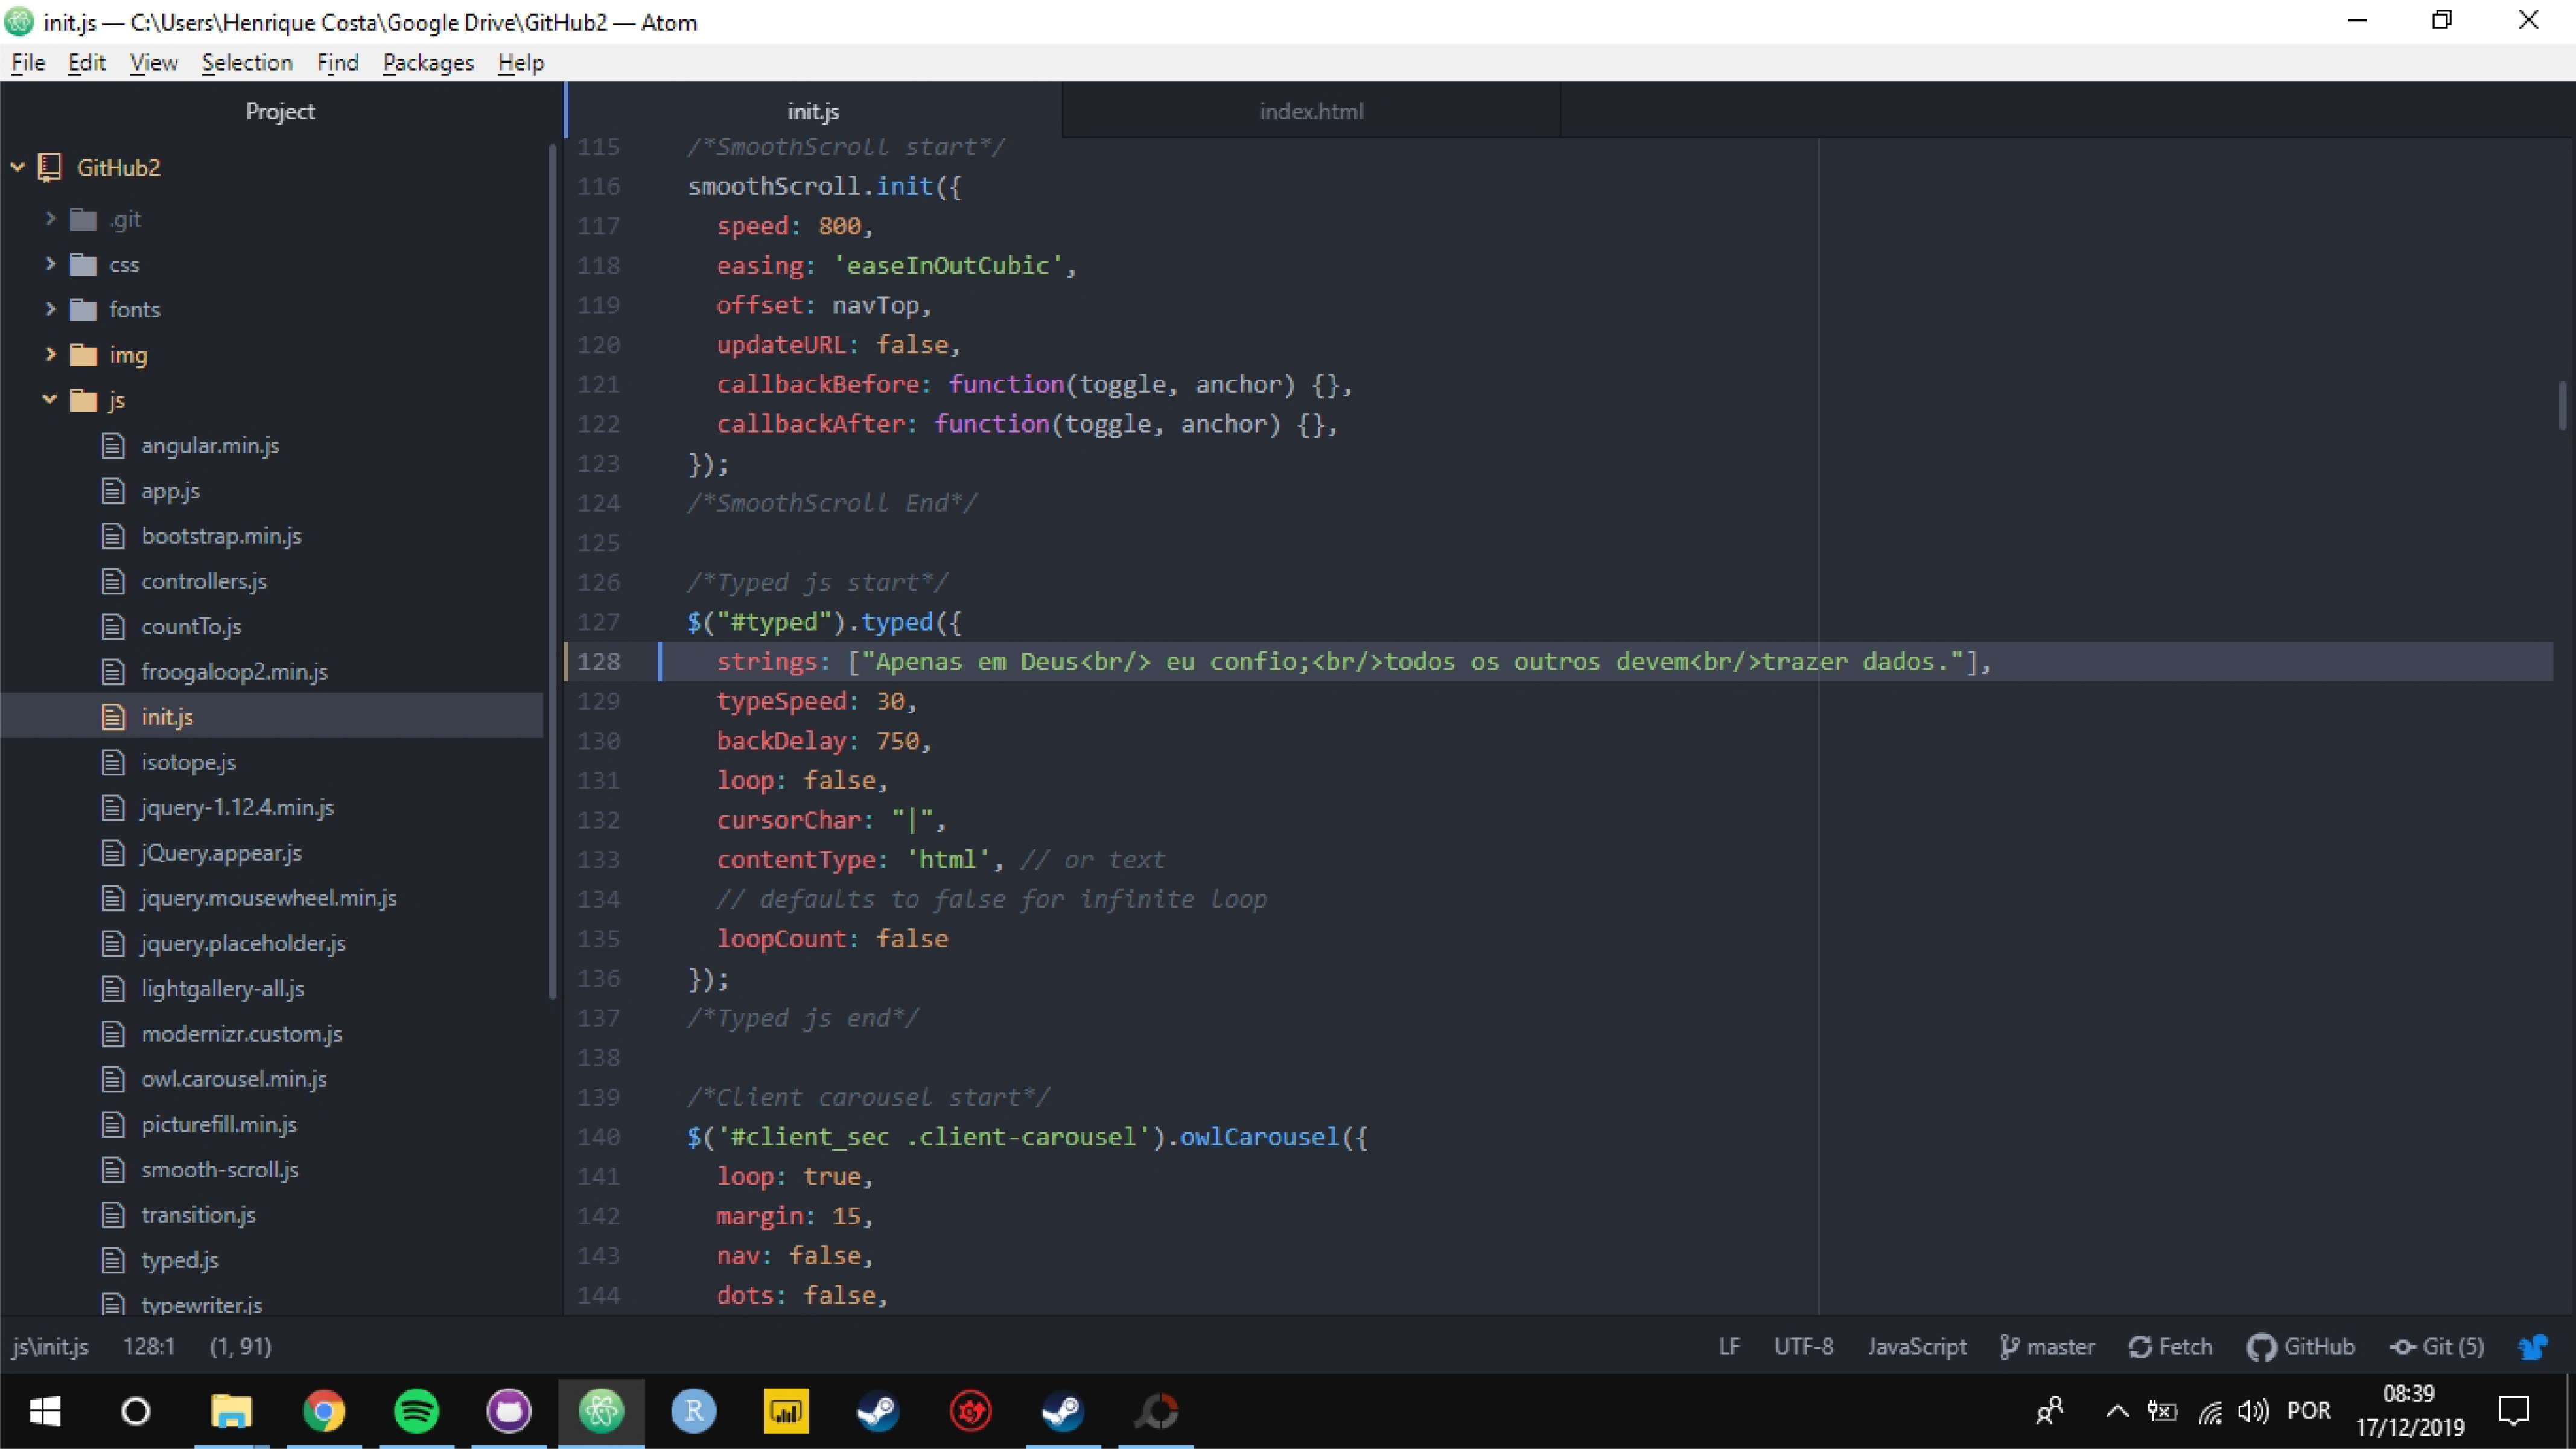 init.js — C:\Users\Henrique Costa\Google Drive\GitHub2 — Atom
File Edit View Selection Find Packages Help
Project
GitHub2
.git
css
fonts
img
js
angular.min.js
app.js
bootstrap.min.js
controllers.js
countTo.js
froogaloop2.min.js
init.js
isotope.js
jquery-1.12.4.min.js
jQuery.appear.js
jquery.mousewheel.min.js
jquery.placeholder.js
lightgallery-all.js
modernizr.custom.js
owl.carousel.min.js
picturefill.min.js
smooth-scroll.js
transition.js
typed.js
typewriter.js
init.js index.html
115 /*SmoothScroll start*/
116 smoothScroll.init({
117 speed: 800,
118 easing: 'easeInOutCubic',
119 offset: navTop,
120 updateURL: false,
121 callbackBefore: function(toggle, anchor) {},
122 callbackAfter: function(toggle, anchor) {},
123 });
124 /*SmoothScroll End*/
125
126 /*Typed js start*/
127 $("#typed").typed({
128 strings: ["Apenas em Deus<br/> eu confio;<br/>todos os outros devem<br/>trazer dados."],
129 typeSpeed: 30,
130 backDelay: 750,
131 loop: false,
132 cursorChar: "|",
133 contentType: 'html', // or text
134 // defaults to false for infinite loop
135 loopCount: false
136 });
137 /*Typed js end*/
138
139 /*Client carousel start*/
140 $('#client_sec .client-carousel').owlCarousel({
141 loop: true,
142 margin: 15,
143 nav: false,
144 dots: false,
js\init.js 128:1 (1, 91) LF UTF-8 JavaScript master Fetch GitHub Git (5)
R POR 08:39
17/12/2019